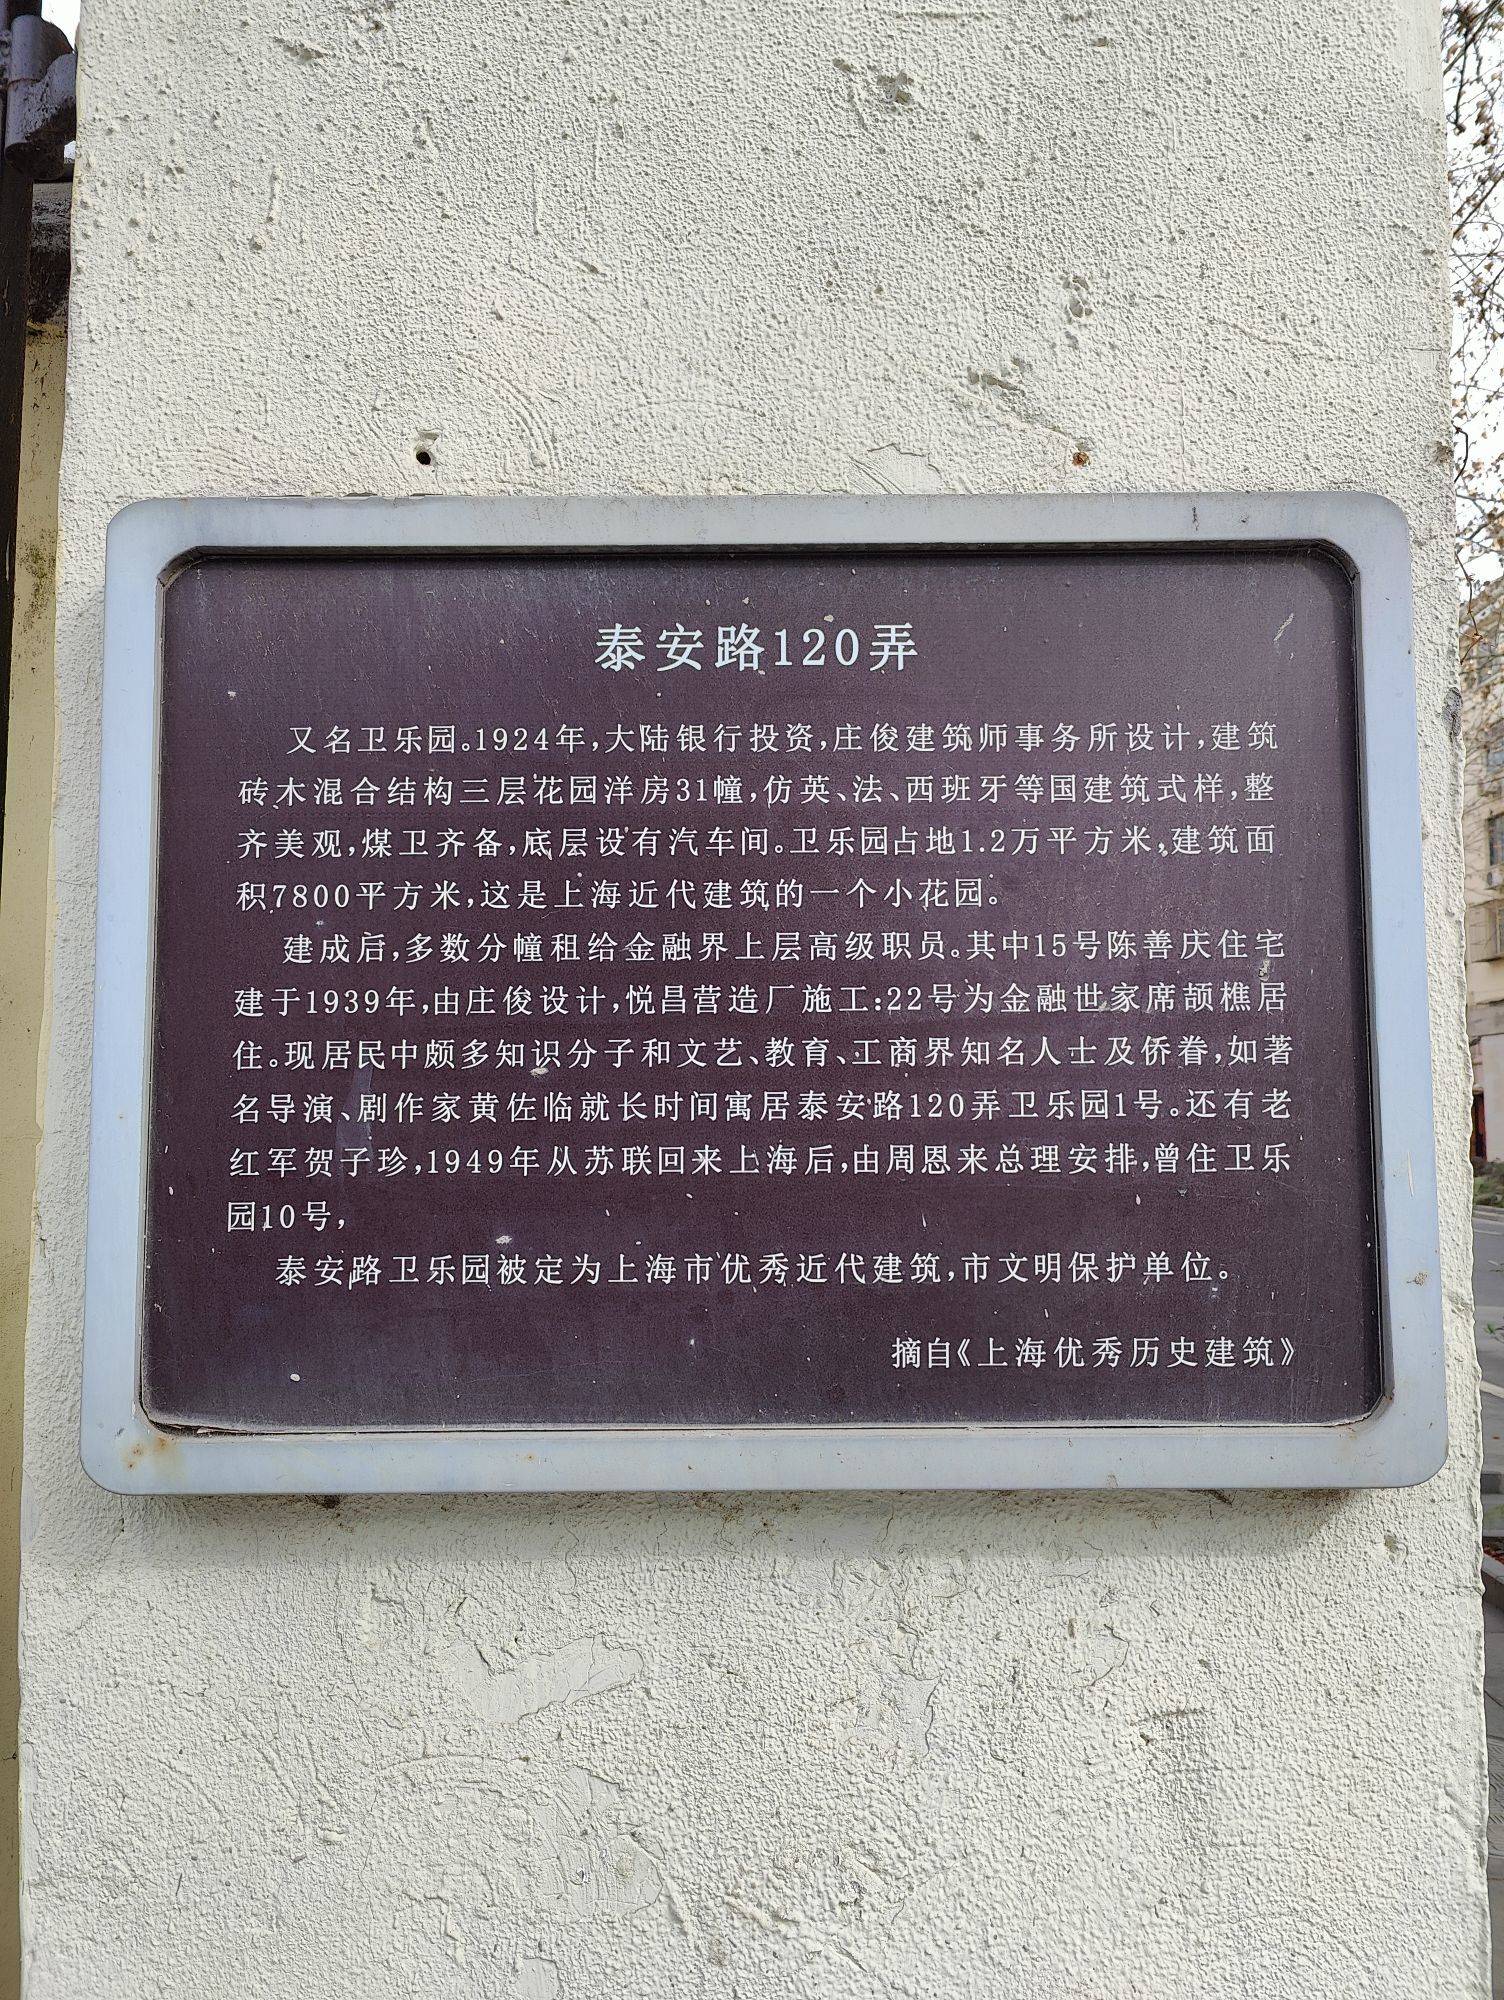 泰安路120弄
又名卫乐园。1924年,大陆银行投资,庄俊建筑师事务所设计,建筑
砖木混合结构三层花园洋房31幢,仿英、法、西班牙等国建筑式样,整
齐美观,煤卫齐备,底层设有汽车间。卫乐园占地1.2万平方米,建筑面
积7800平方米,这是上海近代建筑的一个小花园。
建成后,多数分幢租给金融界上层高级职员。其中15号陈善庆住宅
建于1939年,由庄俊设计,悦昌营造厂施工:22号为金融世家席颉樵居
住。现居民中颇多知识分子和文艺、教育、工商界知名人士及侨眷,如著
名导演、剧作家黄佐临就长时间寓居泰安路120弄卫乐园1号。还有老
红军贺子珍,1949年从苏联回来上海后,由周恩来总理安排,曾住卫乐
园10号,
泰安路卫乐园被定为上海市优秀近代建筑,市文明保护单位。
摘自《上海优秀历史建筑》